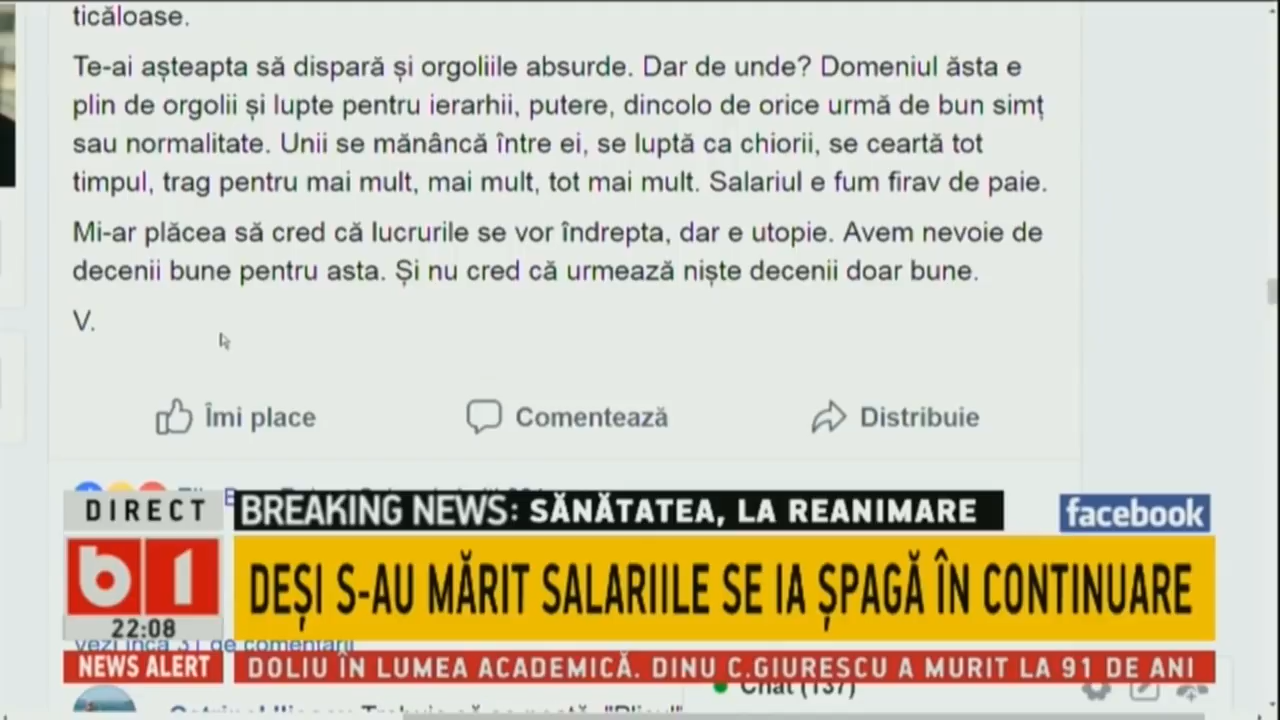 ticăloase.
Te-ai aștepta să dispară și orgoliile absurde. Dar de unde? Domeniul ăsta e
plin de orgolii și lupte pentru ierarhii, putere, dincolo de orice urmă de bun simț
sau normalitate. Unii se mănâncă între ei, se luptă ca chiorii, se ceartă tot
timpul, trag pentru mai mult, mai mult, tot mai mult. Salariul e fum firav de paie.
Mi-ar plăcea să cred că lucrurile se vor îndrepta, dar e utopie. Avem nevoie de
decenii bune pentru asta. Și nu cred că urmează niște decenii doar bune.
V.
Îmi place
Comentează
Distribuie
DIRECT
BREAKING NEWS: SĂNĂTATEA, LA REANIMARE
facebook
b1
DEȘI S-AU MĂRIT SALARIILE SE IA ȘPAGĂ ÎN CONTINUARE
22:08
Vezi încă 31 de comentarii
NEWS ALERT
DOLIU ÎN LUMEA ACADEMICĂ. DINU C.GIURESCU A MURIT LA 91 DE ANI
Chat (137)